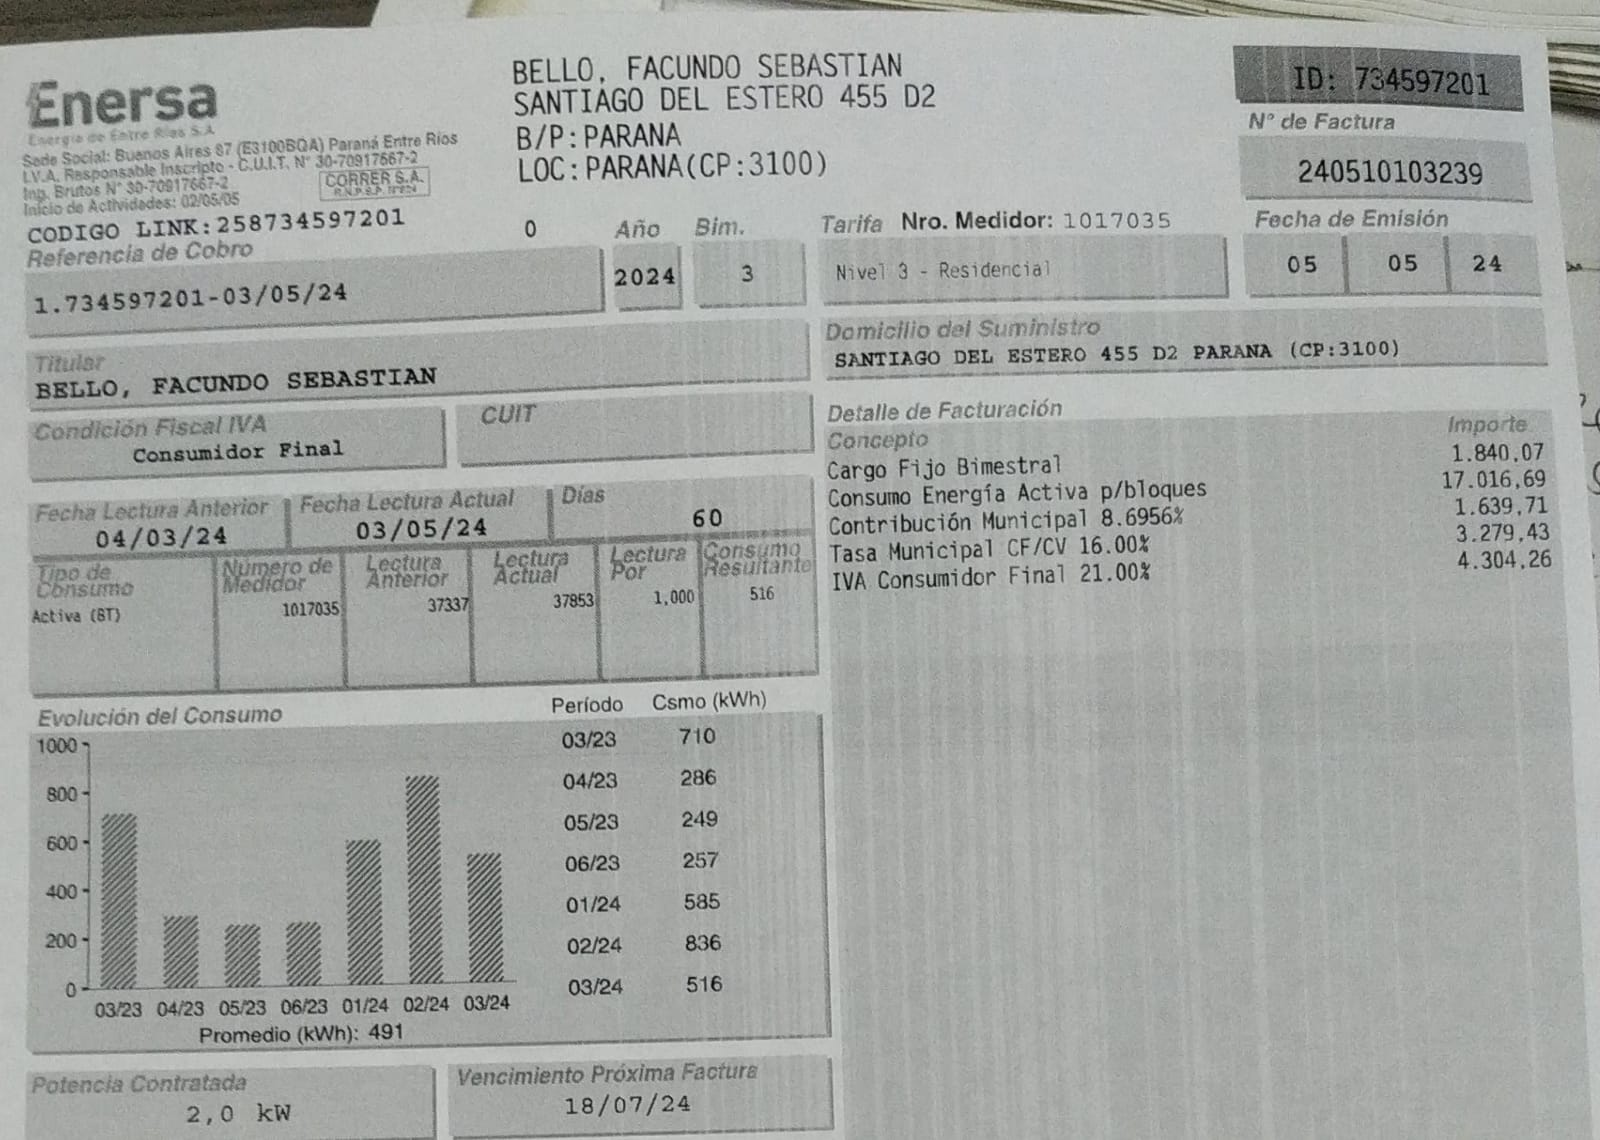 Enersa
Energía de Entre Ríos S.A.
Sede Social: Buenos Aires 87 (E3100BQA) Paraná Entre Ríos
I.V.A. Responsable Inscripto - C.U.I.T. N° 30-70917667-2
Ing. Brutos N° 30-70917667-2
Inicio de Actividades: 02/05/05
CORRER S.A.
CODIGO LINK:258734597201
BELLO, FACUNDO SEBASTIAN
SANTIAGO DEL ESTERO 455 D2
B/P:PARANA
LOC:PARANA(CP:3100)
ID: 734597201
N° de Factura
240510103239
Referencia de Cobro
1.734597201-03/05/24
0
Año
2024
Bim.
3
Tarifa Nro. Medidor: 1017035
Nivel 3 - Residencial
Fecha de Emisión
05 05 24
Titular
BELLO, FACUNDO SEBASTIAN
Domicilio del Suministro
SANTIAGO DEL ESTERO 455 D2 PARANA (CP:3100)
Condición Fiscal IVA
Consumidor Final
CUIT
Fecha Lectura Anterior
04/03/24
Fecha Lectura Actual
03/05/24
Días
60
Tipo de Consumo
Número de Medidor
Lectura Anterior
Lectura Actual
Lectura Por
Consumo Resultante
Activa (BT) 1017035 37337 37853 1,000 516
Detalle de Facturación
Concepto Importe
Cargo Fijo Bimestral 1.840,07
Consumo Energía Activa p/bloques 17.016,69
Contribución Municipal 8.6956% 1.639,71
Tasa Municipal CF/CV 16.00% 3.279,43
IVA Consumidor Final 21.00% 4.304,26
Evolución del Consumo
1000
800
600
400
200
0
03/23 04/23 05/23 06/23 01/24 02/24 03/24
Promedio (kWh): 491
Período Csmo (kWh)
03/23 710
04/23 286
05/23 249
06/23 257
01/24 585
02/24 836
03/24 516
Potencia Contratada
2,0 kW
Vencimiento Próxima Factura
18/07/24